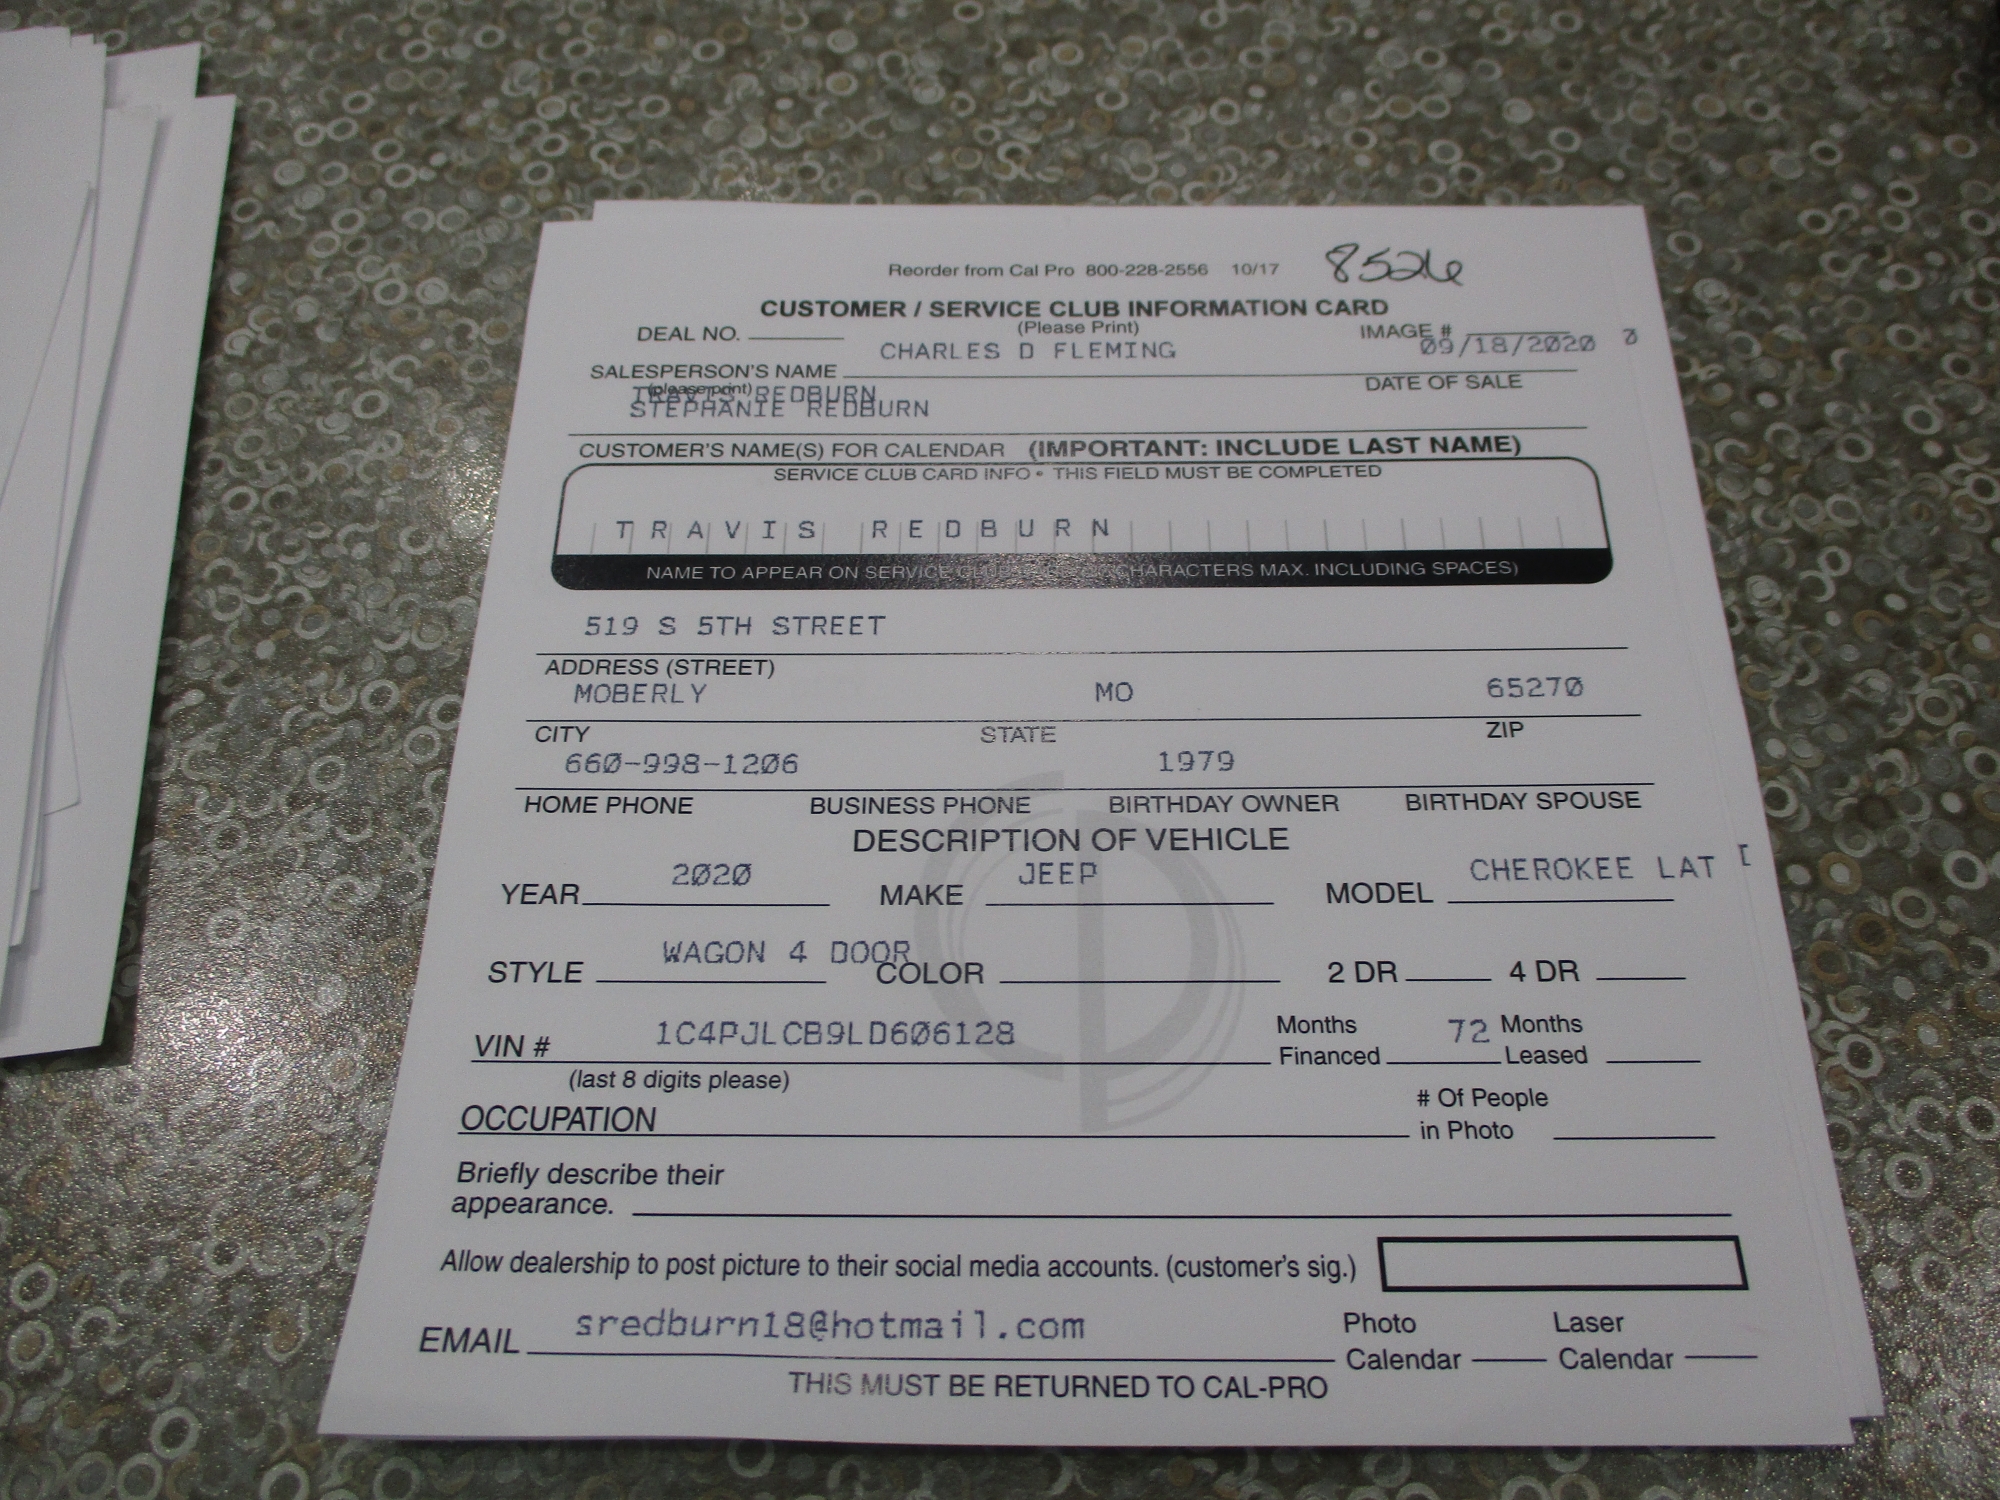 Reorder from Cal Pro 800-228-2556 10/17 8526
CUSTOMER / SERVICE CLUB INFORMATION CARD
DEAL NO. (Please Print) IMAGE #
CHARLES D FLEMING 09/18/2020
SALESPERSON'S NAME DATE OF SALE
(please print)
TRAVIS REDBURN
STEPHANIE REDBURN
CUSTOMER'S NAME(S) FOR CALENDAR (IMPORTANT: INCLUDE LAST NAME)
SERVICE CLUB CARD INFO • THIS FIELD MUST BE COMPLETED
TRAVIS REDBURN
NAME TO APPEAR ON SERVICE CLUB CHARACTERS MAX. INCLUDING SPACES)
519 S 5TH STREET
ADDRESS (STREET)
MOBERLY MO 65270
CITY STATE ZIP
660-998-1206 1979
HOME PHONE BUSINESS PHONE BIRTHDAY OWNER BIRTHDAY SPOUSE
DESCRIPTION OF VEHICLE
YEAR 2020 MAKE JEEP MODEL CHEROKEE LAT
STYLE WAGON 4 DOOR COLOR 2 DR 4 DR
VIN # 1C4PJLCB9LD606128 Months Financed 72 Months Leased
(last 8 digits please)
OCCUPATION # Of People in Photo
Briefly describe their
appearance.
Allow dealership to post picture to their social media accounts. (customer's sig.)
EMAIL sredburn18@hotmail.com Photo Calendar Laser Calendar
THIS MUST BE RETURNED TO CAL-PRO